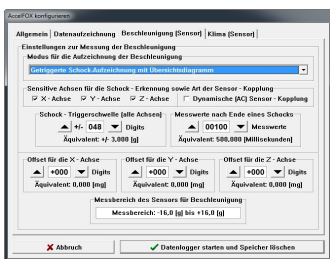 AccelFOX konfigurieren
Allgemein | Datenaufzeichnung | Beschleunigung (Sensor) | Klima (Sensor)
Einstellungen zur Messung der Beschleunigung
Modus für die Aufzeichnung der Beschleunigung
Getriggerte Schock Aufzeichnung mit Übersichtsdiagramm
Sensitive Achsen für die Schock - Erkennung sowie Art der Sensor - Kopplung
X - Achse Y - Achse Z - Achse Dynamische (AC) Sensor - Kopplung
Schock - Triggerschwelle (alle Achsen) Messwerte nach Ende eines Schocks
+/- 048 Digits 00100 Messwerte
Äquivalent: +/- 3,000 [g] Äquivalent: 500,000 [Millisekunden]
Offset für die X - Achse Offset für die Y - Achse Offset für die Z - Achse
+000 Digits +000 Digits +000 Digits
Äquivalent: 0,000 [mg] Äquivalent: 0,000 [mg] Äquivalent: 0,000 [mg]
Messbereich des Sensors für Beschleunigung
Messbereich: -16,0 [g] bis +16,0 [g]
Abbruch Datenlogger starten und Speicher löschen